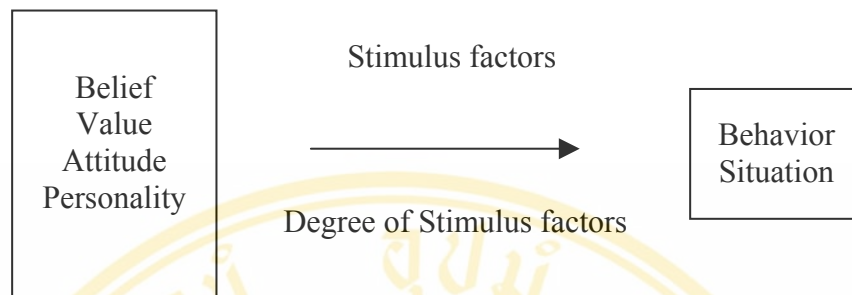 Belief
Value
Attitude
Personality
Stimulus factors
Degree of Stimulus factors
Behavior
Situation